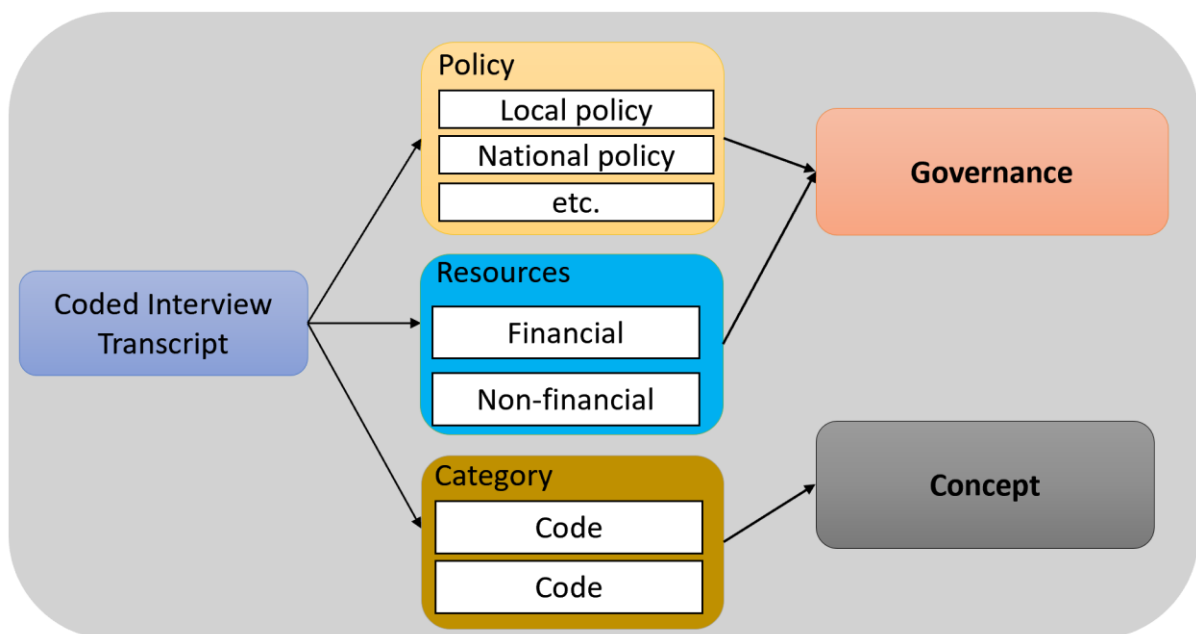 Coded Interview
Transcript
Policy
Local policy
National policy
etc.
Resources
Financial
Non-financial
Category
Code
Code
Governance
Concept